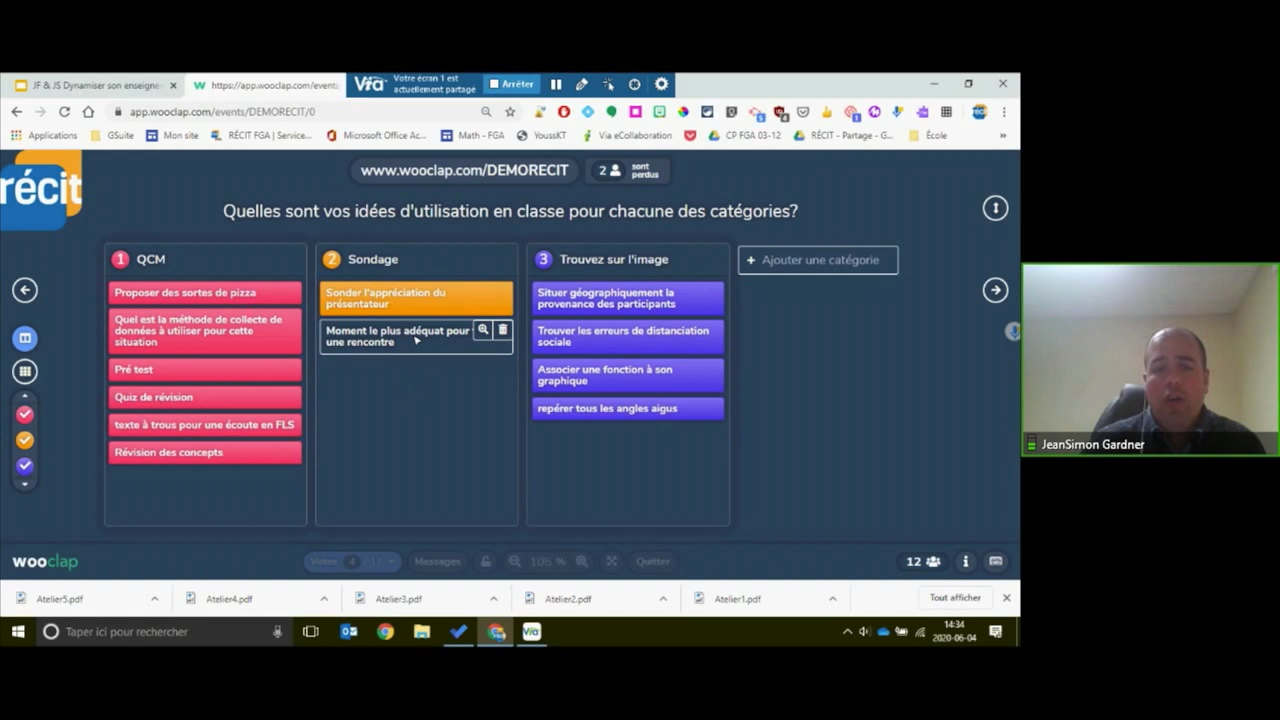 JF & JS Dynamiser son enseigne
https://app.wooclap.com/events
Via
Votre écran 1 est
actuellement partagé
Arrêter
app.wooclap.com/events/DEMORECIT/0
Applications
GSuite
Mon site
RÉCIT FGA | Service...
Microsoft Office Ac...
Math - FGA
YoussKT
Via eCollaboration
CP FGA 03-12
RÉCIT - Partage - G...
École
récit
www.wooclap.com/DEMORECIT
2
sont
perdus
Quelles sont vos idées d'utilisation en classe pour chacune des catégories?
1 QCM
Proposer des sortes de pizza
Quel est la méthode de collecte de
données à utiliser pour cette
situation
Pré test
Quiz de révision
texte à trous pour une écoute en FLS
Révision des concepts
2 Sondage
Sonder l'appréciation du
présentateur
Moment le plus adéquat pour
une rencontre
3 Trouvez sur l'image
Situer géographiquement la
provenance des participants
Trouver les erreurs de distanciation
sociale
Associer une fonction à son
graphique
repérer tous les angles aigus
+ Ajouter une catégorie
JeanSimon Gardner
wooclap
Votes 4 / 17
Messages
105 %
Quitter
12
Atelier5.pdf
Atelier4.pdf
Atelier3.pdf
Atelier2.pdf
Atelier1.pdf
Tout afficher
Taper ici pour rechercher
Via
14:34
2020-06-04